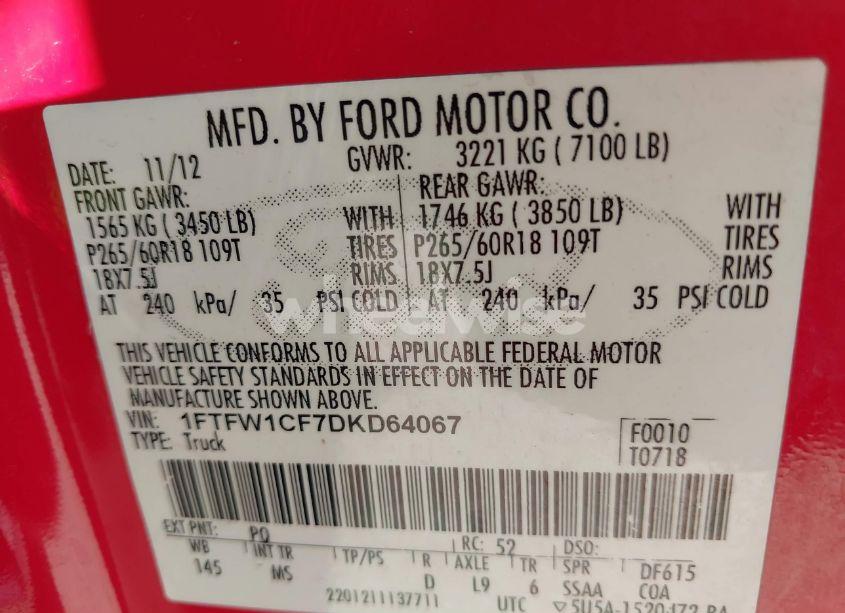 MFD. BY FORD MOTOR CO.
DATE: 11/12 GVWR: 3221 KG ( 7100 LB)
FRONT GAWR: REAR GAWR:
1565 KG ( 3450 LB) WITH 1746 KG ( 3850 LB) WITH
P265/60R18 109T TIRES P265/60R18 109T TIRES
18X7.5J RIMS 18X7.5J RIMS
AT 240 kPa/ 35 PSI COLD AT 240 kPa/ 35 PSI COLD
wheelwise
THIS VEHICLE CONFORMS TO ALL APPLICABLE FEDERAL MOTOR
VEHICLE SAFETY STANDARDS IN EFFECT ON THE DATE OF
MANUFACTURE SHOWN ABOVE.
VIN: 1FTFW1CF7DKD64067 F0010
TYPE: Truck T0718
EXT PNT: PQ RC: 52 DSO:
WB INT TR TP/PS R AXLE TR SPR DF615
145 MS D L9 6 SSAA COA
2201211137711 UTC